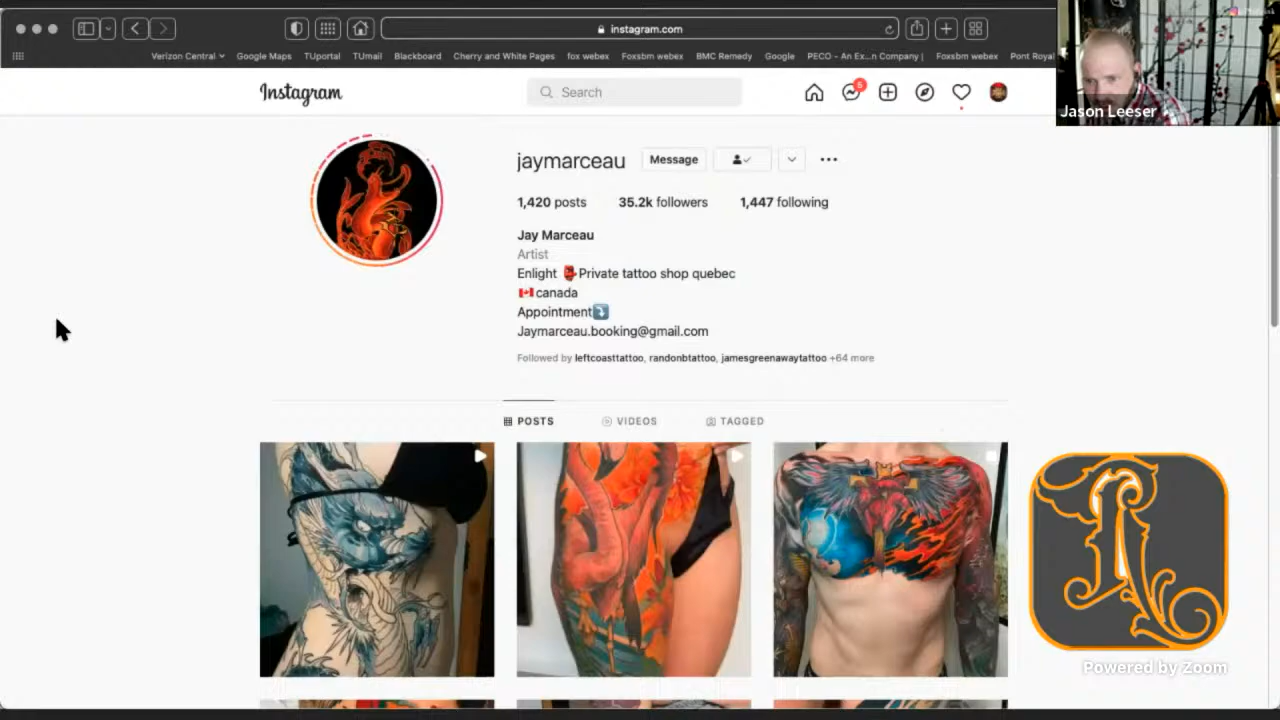 instagram.com
Verizon Central Google Maps TUportal TUmail Blackboard Cherry and White Pages fox webex Foxsbm webex BMC Remedy Google PECO - An Ex...n Company | Foxsbm webex Pont Royal
Jason Leeser
Instagram Search 5
jaymarceau Message
1,420 posts 35.2k followers 1,447 following
Jay Marceau
Artist
Enlight Private tattoo shop quebec
canada
Appointment
Jaymarceau.booking@gmail.com
Followed by leftcoasttattoo, randonbtattoo, jamesgreenawaytattoo +64 more
POSTS VIDEOS TAGGED
Powered by Zoom